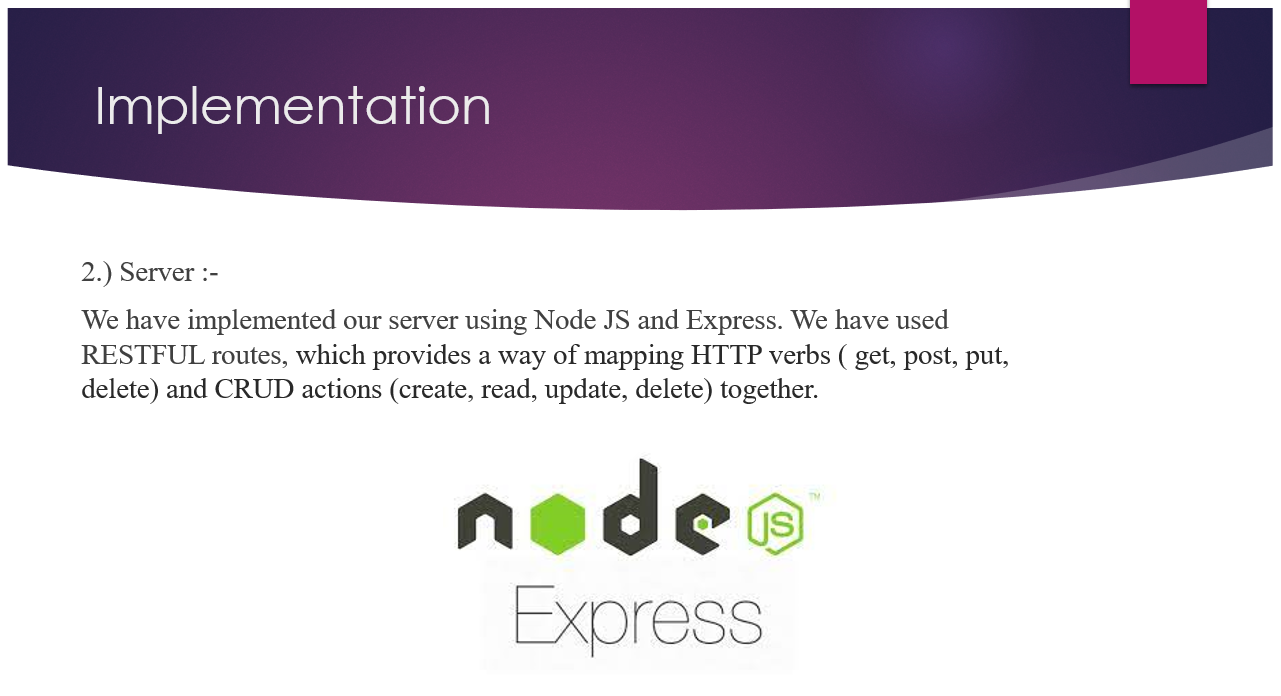 Implementation
2.) Server :-
We have implemented our server using Node JS and Express. We have used
RESTFUL routes, which provides a way of mapping HTTP verbs ( get, post, put,
delete) and CRUD actions (create, read, update, delete) together.
node JS ™
Express